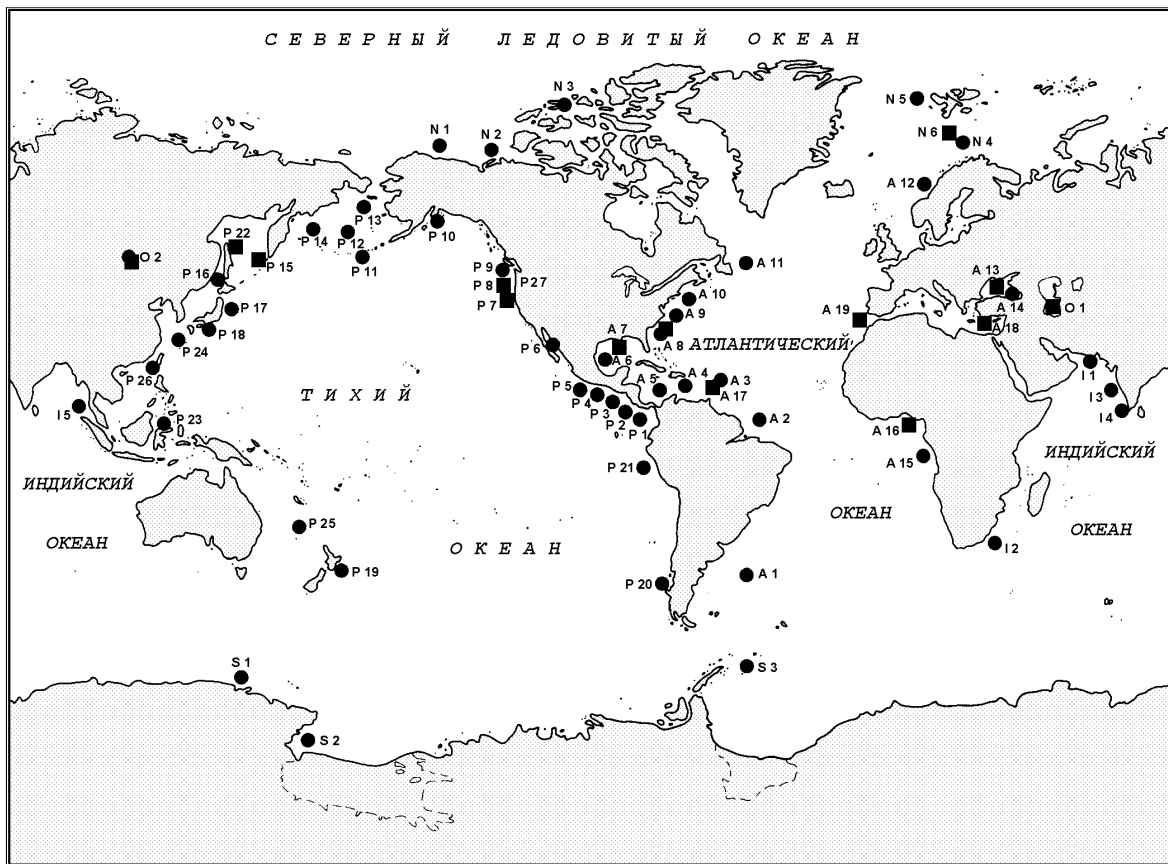 СЕВЕРНЫЙ ЛЕДОВИТЫЙ ОКЕАН
N 3
N 5
N 1
N 2
N 6
N 4
A 12
P 13
P 22
P 14
P 12
P 10
O 2
P 15
P 11
A 11
P 16
P 9
P 27
A 13
P 8
A 10
P 17
P 7
A 14
O 1
A 9
A 19
P 18
A 7
A 18
P 24
A 8
P 6
АТЛАНТИЧЕСКИЙ
A 6
P 26
I 1
A 5
A 4
A 3
ТИХИЙ
P 5
A 17
I 3
P 4
I 5
P 3
I 4
P 2
P 23
P 1
A 2
A 16
ИНДИЙСКИЙ
P 21
A 15
ИНДИЙСКИЙ
ОКЕАН
P 25
ОКЕАН
ОКЕАН
ОКЕАН
I 2
P 19
P 20
A 1
S 1
S 3
S 2